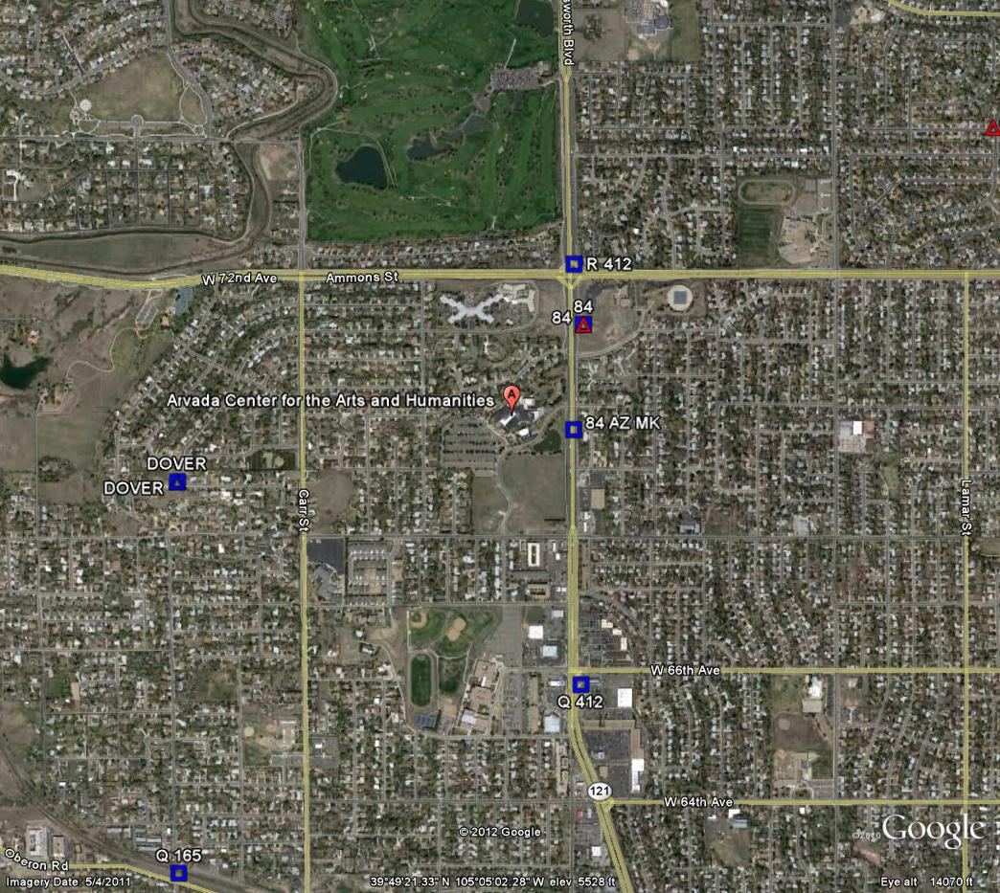 sworth Blvd
R 412
W 72nd Ave
Ammons St
84
84
A
Arvada Center for the Arts and Humanities
84 AZ MK
DOVER
DOVER
Carr St
Lamar St
W 66th Ave
Q 412
121
W 64th Ave
© 2012 Google
©2010 Google
Q 165
Oberon Rd
Imagery Date: 5/4/2011
39°49'21.33" N 105°05'02.28" W elev 5528 ft
Eye alt 14070 ft